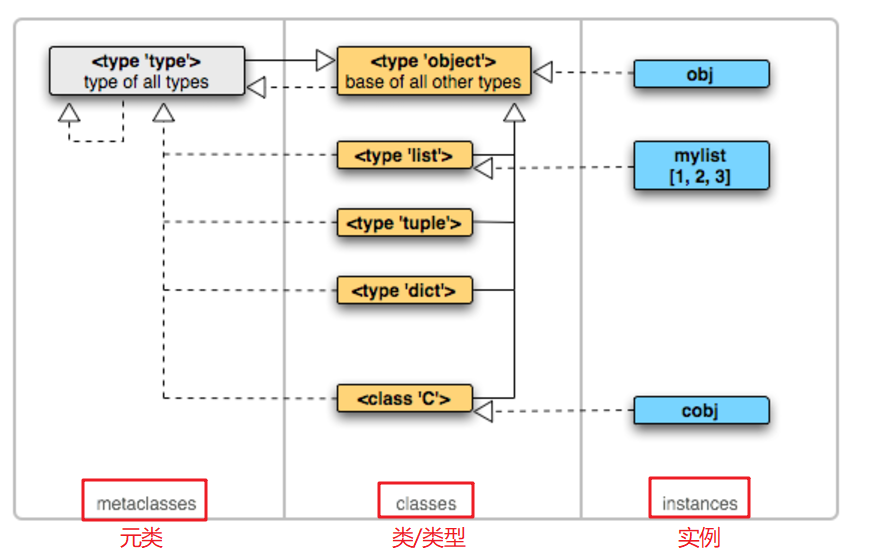 <type 'type'>
type of all types
<type 'object'>
base of all other types
obj
<type 'list'>
mylist
[1, 2, 3]
<type 'tuple'>
<type 'dict'>
<class 'C'>
cobj
metaclasses
classes
instances
元类
类/类型
实例